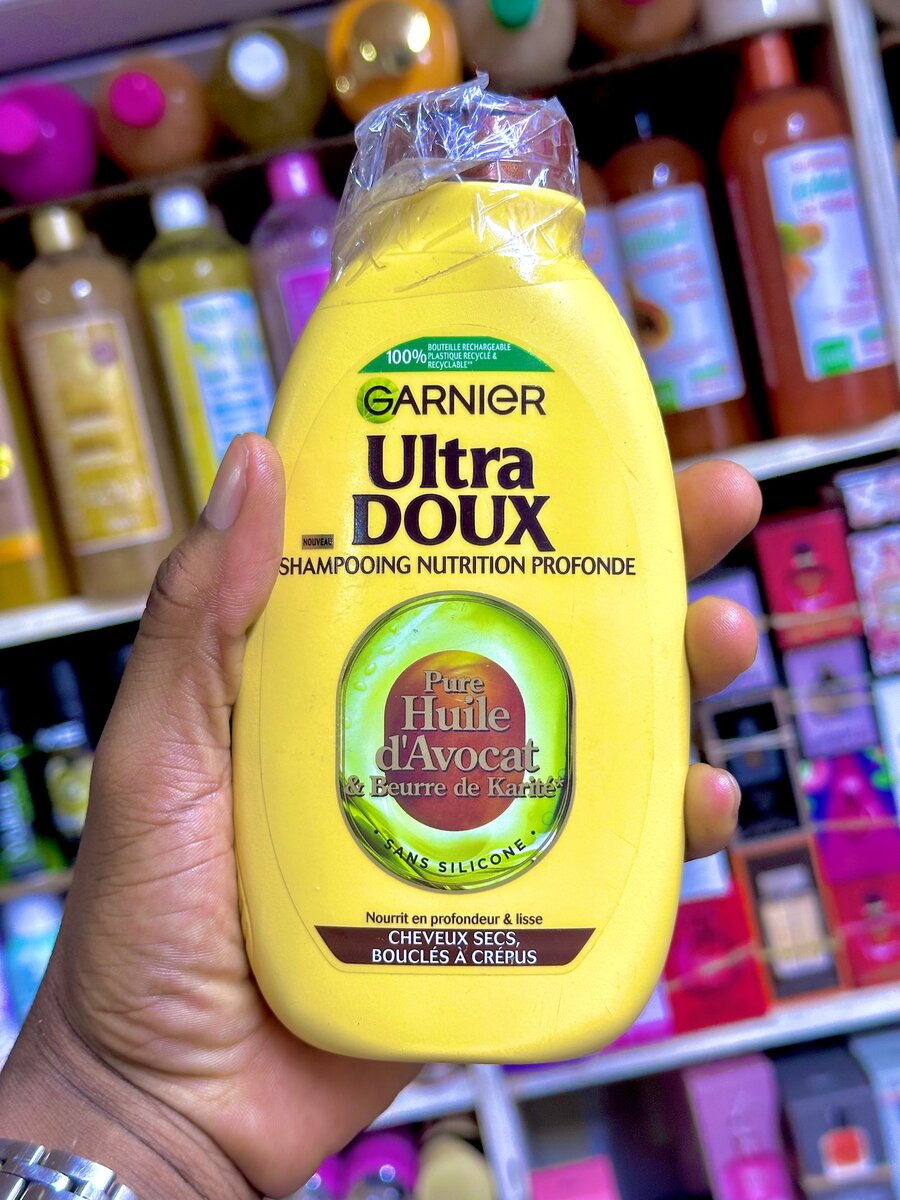 100% BOUTEILLE RECHARGEABLE
PLASTIQUE RECYCLÉ &
RECYCLABLE**
GARNIER
Ultra
DOUX
NOUVEAU
SHAMPOOING NUTRITION PROFONDE
Pure
Huile
d'Avocat
& Beurre de Karité*
• SANS SILICONE •
Nourrit en profondeur & lisse
CHEVEUX SECS,
BOUCLÉS À CRÉPUS